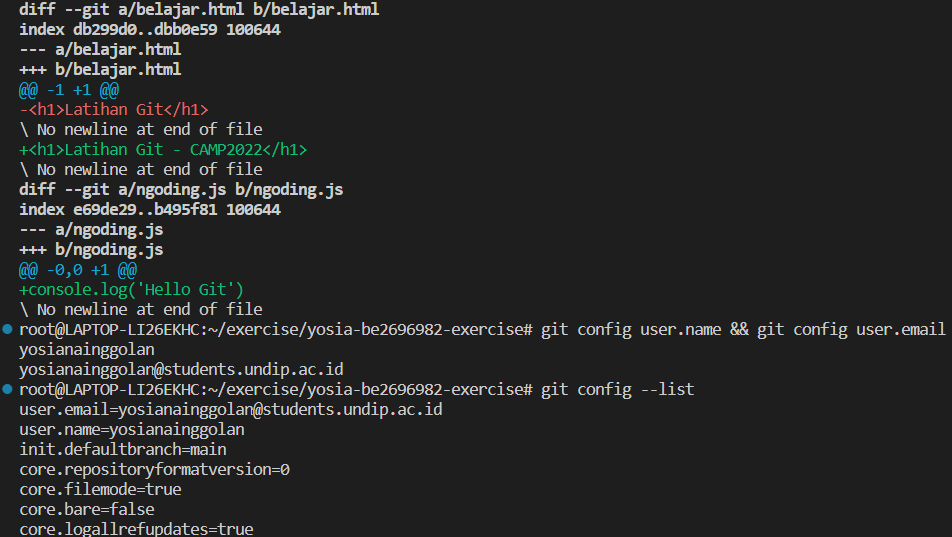 diff --git a/belajar.html b/belajar.html
index db299d0..dbb0e59 100644
--- a/belajar.html
+++ b/belajar.html
@@ -1 +1 @@
-<h1>Latihan Git</h1>
\ No newline at end of file
+<h1>Latihan Git - CAMP2022</h1>
\ No newline at end of file
diff --git a/ngoding.js b/ngoding.js
index e69de29..b495f81 100644
--- a/ngoding.js
+++ b/ngoding.js
@@ -0,0 +1 @@
+console.log('Hello Git')
\ No newline at end of file
root@LAPTOP-LI26EKHC:~/exercise/yosia-be2696982-exercise# git config user.name && git config user.email
yosianainggolan
yosianainggolan@students.undip.ac.id
root@LAPTOP-LI26EKHC:~/exercise/yosia-be2696982-exercise# git config --list
user.email=yosianainggolan@students.undip.ac.id
user.name=yosianainggolan
init.defaultbranch=main
core.repositoryformatversion=0
core.filemode=true
core.bare=false
core.logallrefupdates=true